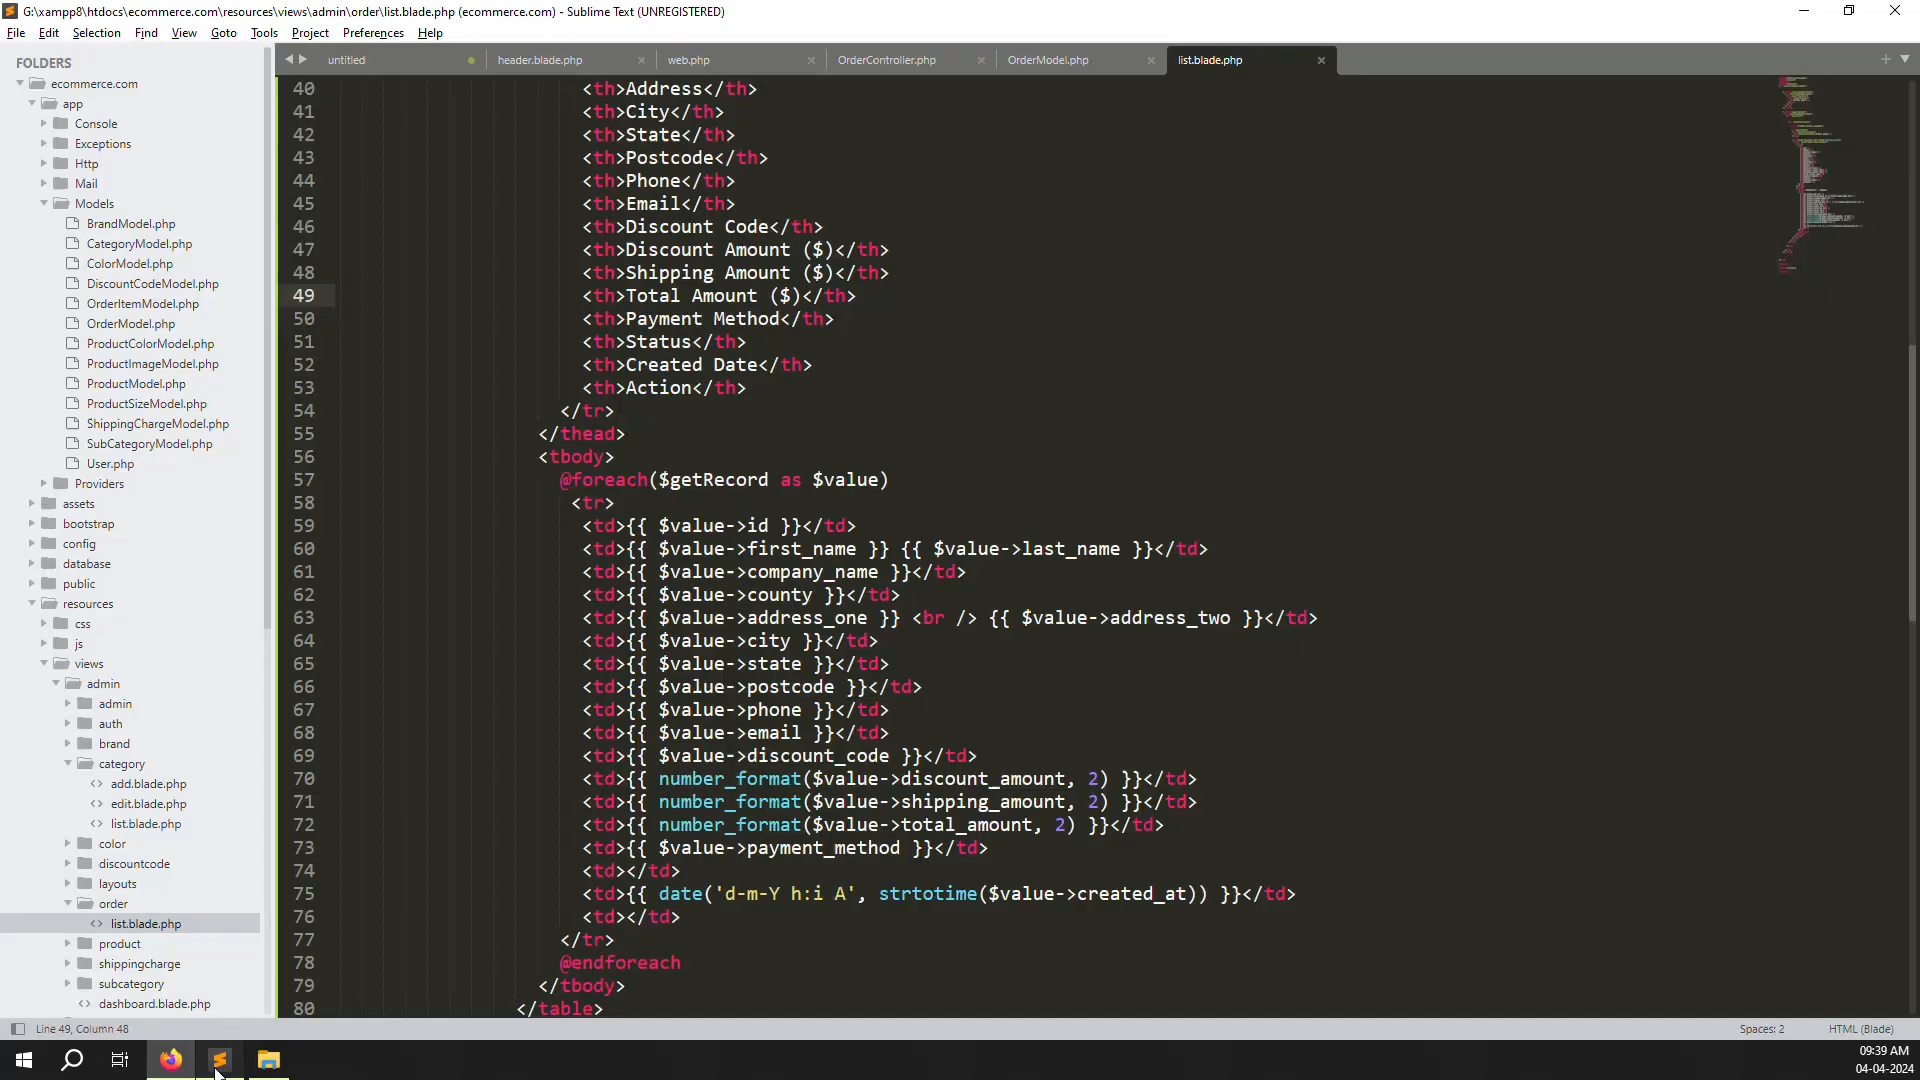 G:\xampp8\htdocs\ecommerce.com\resources\views\admin\order\list.blade.php (ecommerce.com) - Sublime Text (UNREGISTERED)
File Edit Selection Find View Goto Tools Project Preferences Help
FOLDERS
ecommerce.com
app
Console
Exceptions
Http
Mail
Models
BrandModel.php
CategoryModel.php
ColorModel.php
DiscountCodeModel.php
OrderItemModel.php
OrderModel.php
ProductColorModel.php
ProductImageModel.php
ProductModel.php
ProductSizeModel.php
ShippingChargeModel.php
SubCategoryModel.php
User.php
Providers
assets
bootstrap
config
database
public
resources
css
js
views
admin
admin
auth
brand
category
add.blade.php
edit.blade.php
list.blade.php
color
discountcode
layouts
order
list.blade.php
product
shippingcharge
subcategory
dashboard.blade.php
untitled header.blade.php web.php OrderController.php OrderModel.php list.blade.php
40 <th>Address</th>
41 <th>City</th>
42 <th>State</th>
43 <th>Postcode</th>
44 <th>Phone</th>
45 <th>Email</th>
46 <th>Discount Code</th>
47 <th>Discount Amount ($)</th>
48 <th>Shipping Amount ($)</th>
49 <th>Total Amount ($)</th>
50 <th>Payment Method</th>
51 <th>Status</th>
52 <th>Created Date</th>
53 <th>Action</th>
54 </tr>
55 </thead>
56 <tbody>
57 @foreach($getRecord as $value)
58 <tr>
59 <td>{{ $value->id }}</td>
60 <td>{{ $value->first_name }} {{ $value->last_name }}</td>
61 <td>{{ $value->company_name }}</td>
62 <td>{{ $value->county }}</td>
63 <td>{{ $value->address_one }} <br /> {{ $value->address_two }}</td>
64 <td>{{ $value->city }}</td>
65 <td>{{ $value->state }}</td>
66 <td>{{ $value->postcode }}</td>
67 <td>{{ $value->phone }}</td>
68 <td>{{ $value->email }}</td>
69 <td>{{ $value->discount_code }}</td>
70 <td>{{ number_format($value->discount_amount, 2) }}</td>
71 <td>{{ number_format($value->shipping_amount, 2) }}</td>
72 <td>{{ number_format($value->total_amount, 2) }}</td>
73 <td>{{ $value->payment_method }}</td>
74 <td></td>
75 <td>{{ date('d-m-Y h:i A', strtotime($value->created_at)) }}</td>
76 <td></td>
77 </tr>
78 @endforeach
79 </tbody>
80 </table>
Line 49, Column 48
Spaces: 2
HTML (Blade)
09:39 AM
04-04-2024